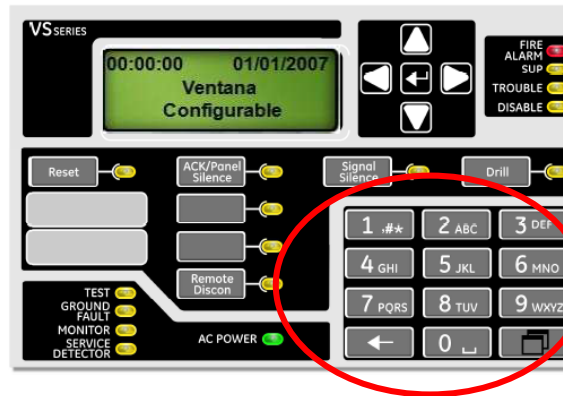 VS SERIES
00:00:00 01/01/2007
Ventana
Configurable
FIRE
ALARM
SUP
TROUBLE
DISABLE
Reset
ACK/Panel
Silence
Signal
Silence
Drill
Remote
Discon
1 ,#* 2 ABC 3 DEF
4 GHI 5 JKL 6 MNO
7 PQRS 8 TUV 9 WXYZ
0
TEST
GROUND
FAULT
MONITOR
SERVICE
DETECTOR
AC POWER